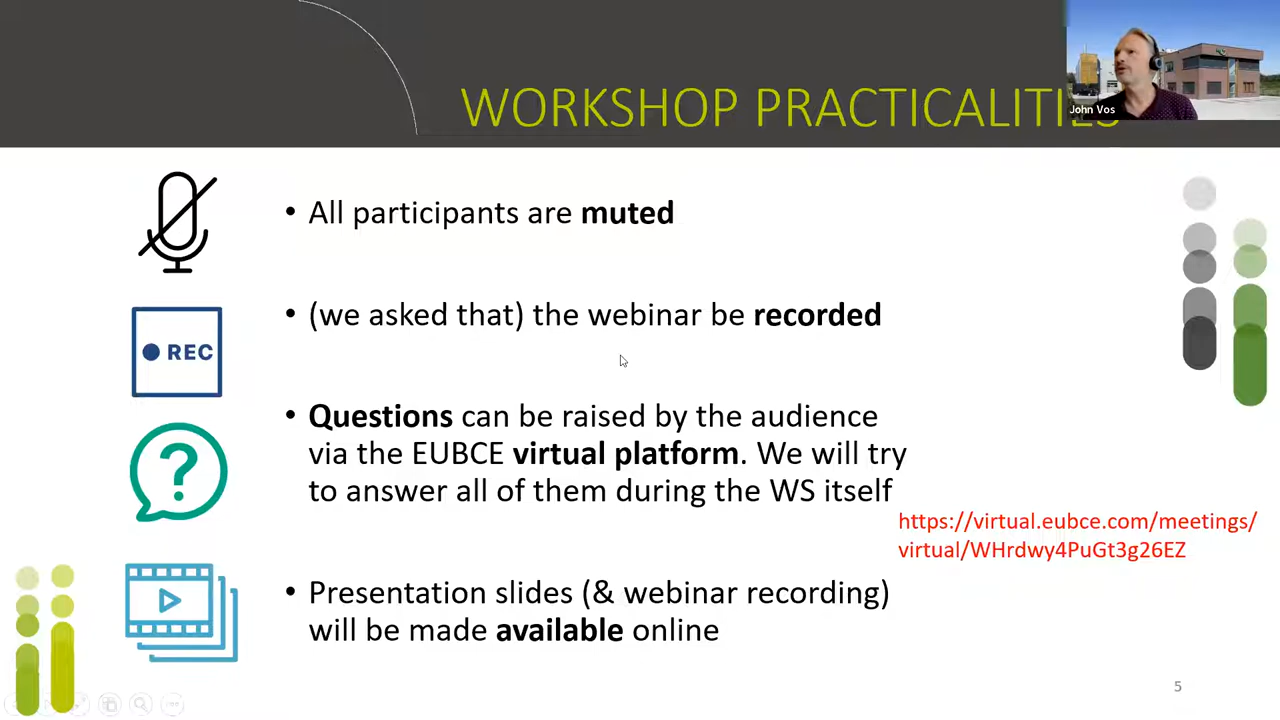 WORKSHOP PRACTICALITIES
John Vos
• All participants are muted
• (we asked that) the webinar be recorded
REC
• Questions can be raised by the audience
via the EUBCE virtual platform. We will try
to answer all of them during the WS itself
https://virtual.eubce.com/meetings/
virtual/WHrdwy4PuGt3g26EZ
• Presentation slides (& webinar recording)
will be made available online
5